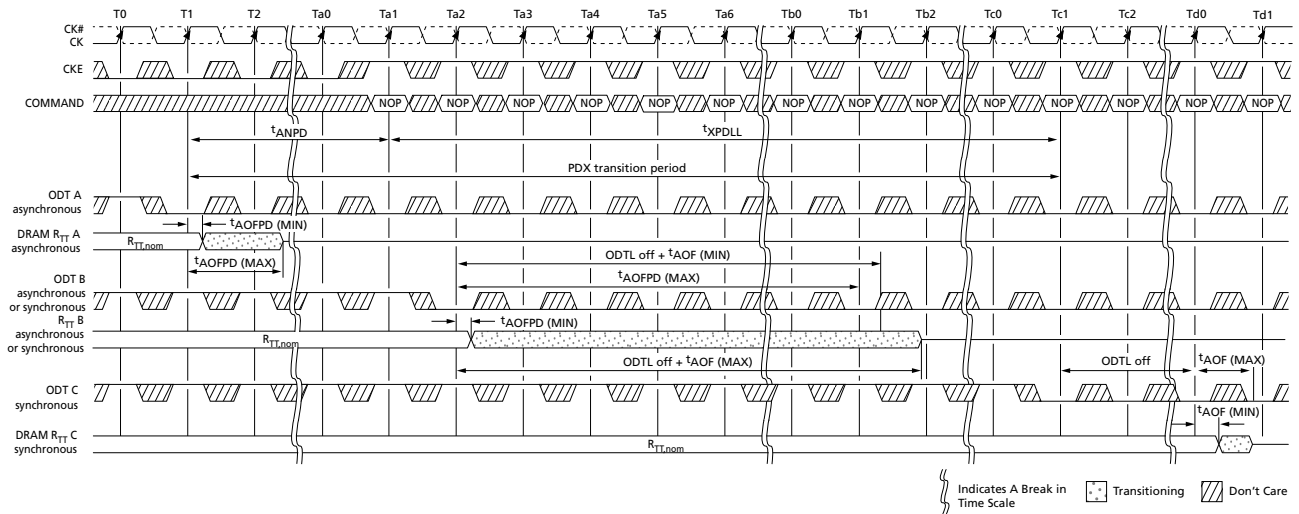 T0 T1 T2 Ta0 Ta1 Ta2 Ta3 Ta4 Ta5 Ta6 Tb0 Tb1 Tb2 Tc0 Tc1 Tc2 Td0 Td1
CK#
CK
CKE
COMMAND NOP NOP NOP NOP NOP NOP NOP NOP NOP NOP NOP NOP NOP NOP
tANPD tXPDLL
PDX transition period
ODT A
asynchronous
tAOFPD (MIN)
DRAM RTT A
asynchronous
RTT,nom
tAOFPD (MAX)
ODTL off + tAOF (MIN)
tAOFPD (MAX)
ODT B
asynchronous
or synchronous
tAOFPD (MIN)
RTT B
asynchronous
or synchronous
RTT,nom
ODTL off + tAOF (MAX)
ODTL off tAOF (MAX)
ODT C
synchronous
tAOF (MIN)
DRAM RTT C
synchronous
RTT,nom
Indicates A Break in
Time Scale
Transitioning
Don't Care